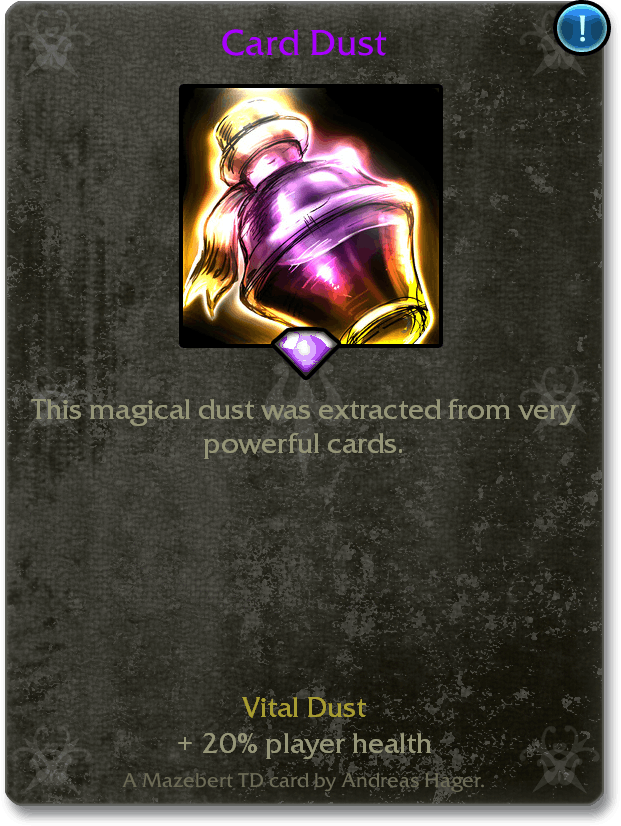 Card Dust
!
This magical dust was extracted from very
powerful cards.
Vital Dust
+ 20% player health
A Mazebert TD card by Andreas Hager.